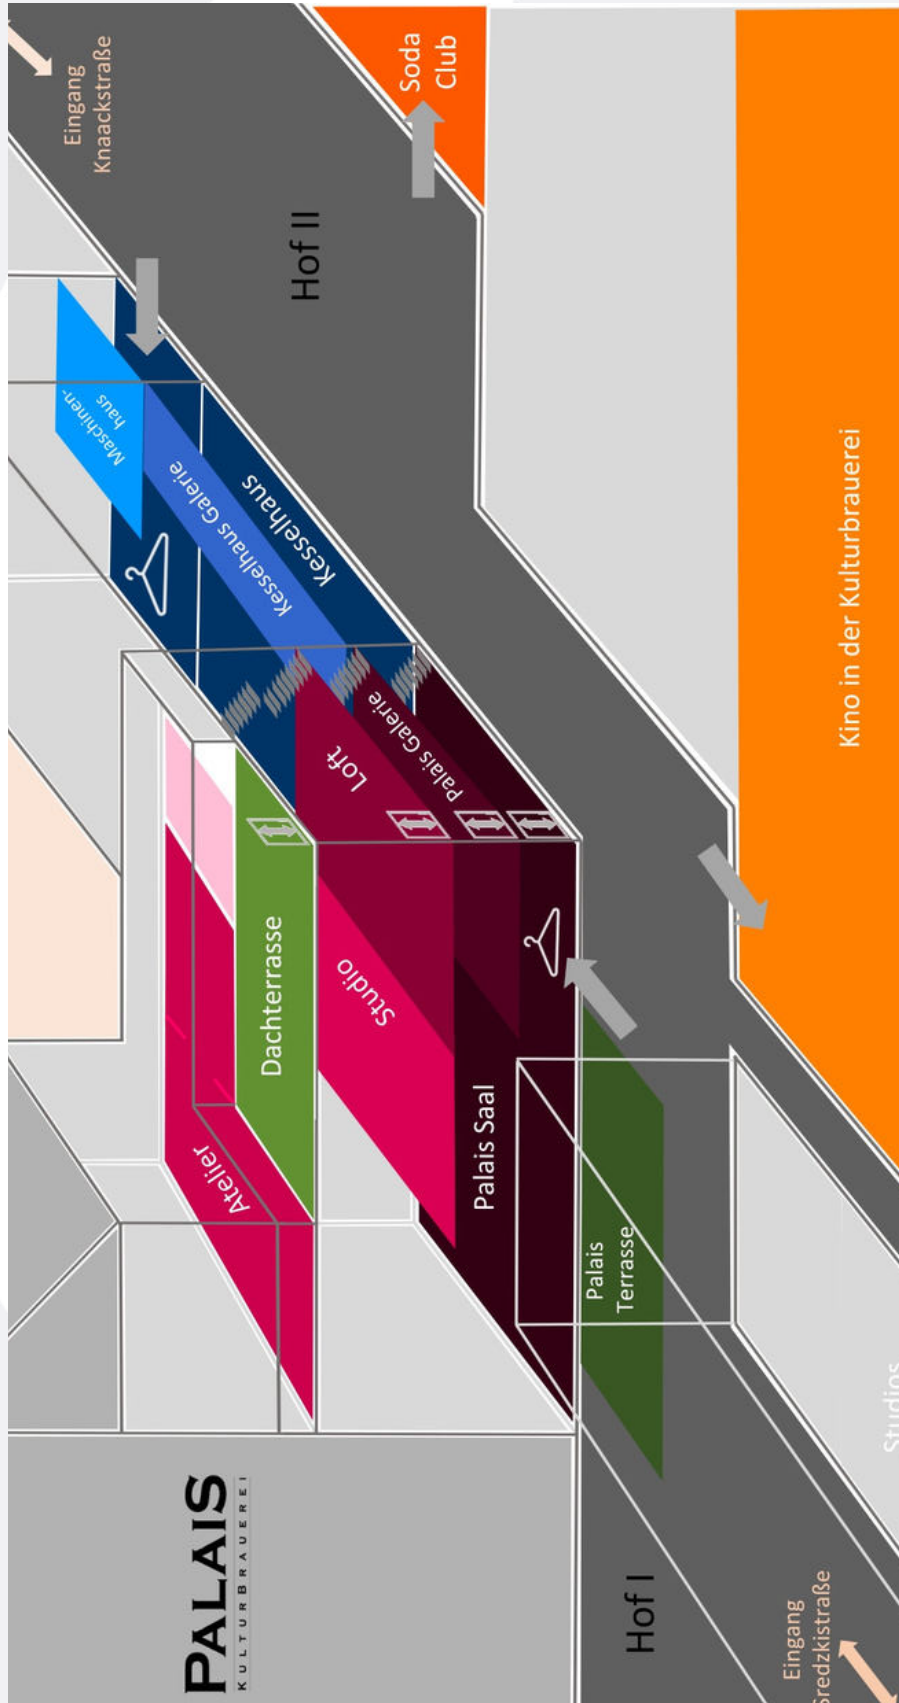 PALAIS
KULTURBRAUEREI
Eingang
Knaackstraße
Maschinen-
haus
Atelier
Dachterrasse
Kesselhaus Galerie
Kesselhaus
Hof II
Studio
Loft
Palais Galerie
Soda
Club
Palais Saal
Palais
Terrasse
Hof I
Eingang
Sredzkistraße
Kino in der Kulturbrauerei
Studios